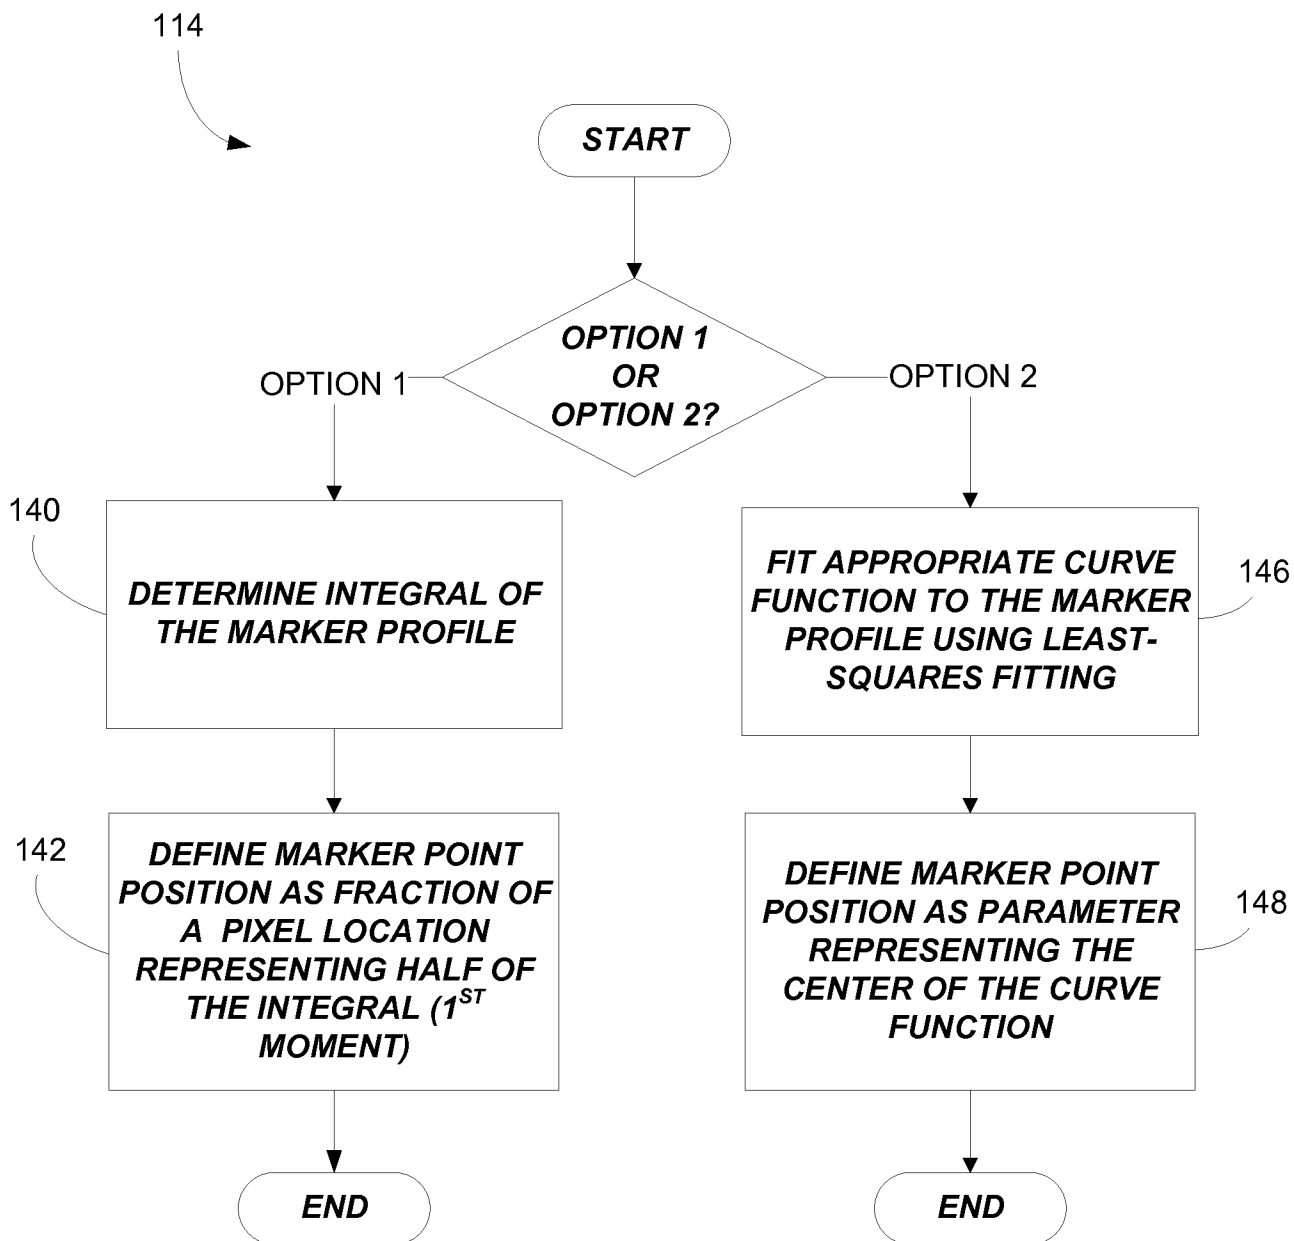 114
START
OPTION 1
OR
OPTION 2?
OPTION 1
OPTION 2
140
DETERMINE INTEGRAL OF
THE MARKER PROFILE
FIT APPROPRIATE CURVE
FUNCTION TO THE MARKER
PROFILE USING LEAST-
SQUARES FITTING
146
142
DEFINE MARKER POINT
POSITION AS FRACTION OF
A PIXEL LOCATION
REPRESENTING HALF OF
THE INTEGRAL (1ST
MOMENT)
DEFINE MARKER POINT
POSITION AS PARAMETER
REPRESENTING THE
CENTER OF THE CURVE
FUNCTION
148
END
END